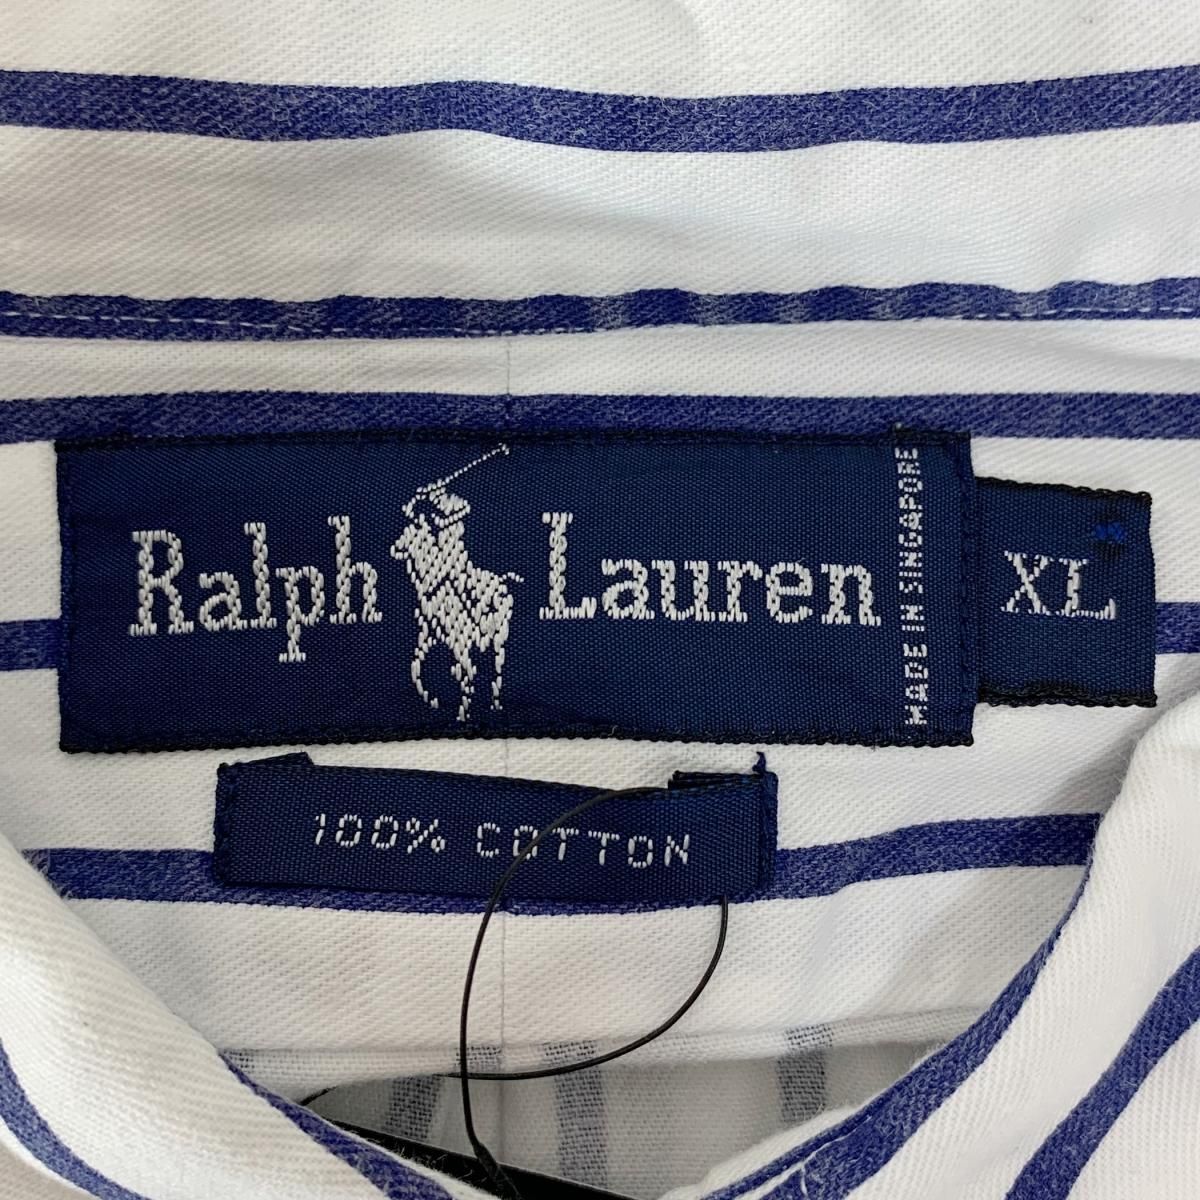 Ralph Lauren
MADE IN SINGAPORE
XL
100% COTTON